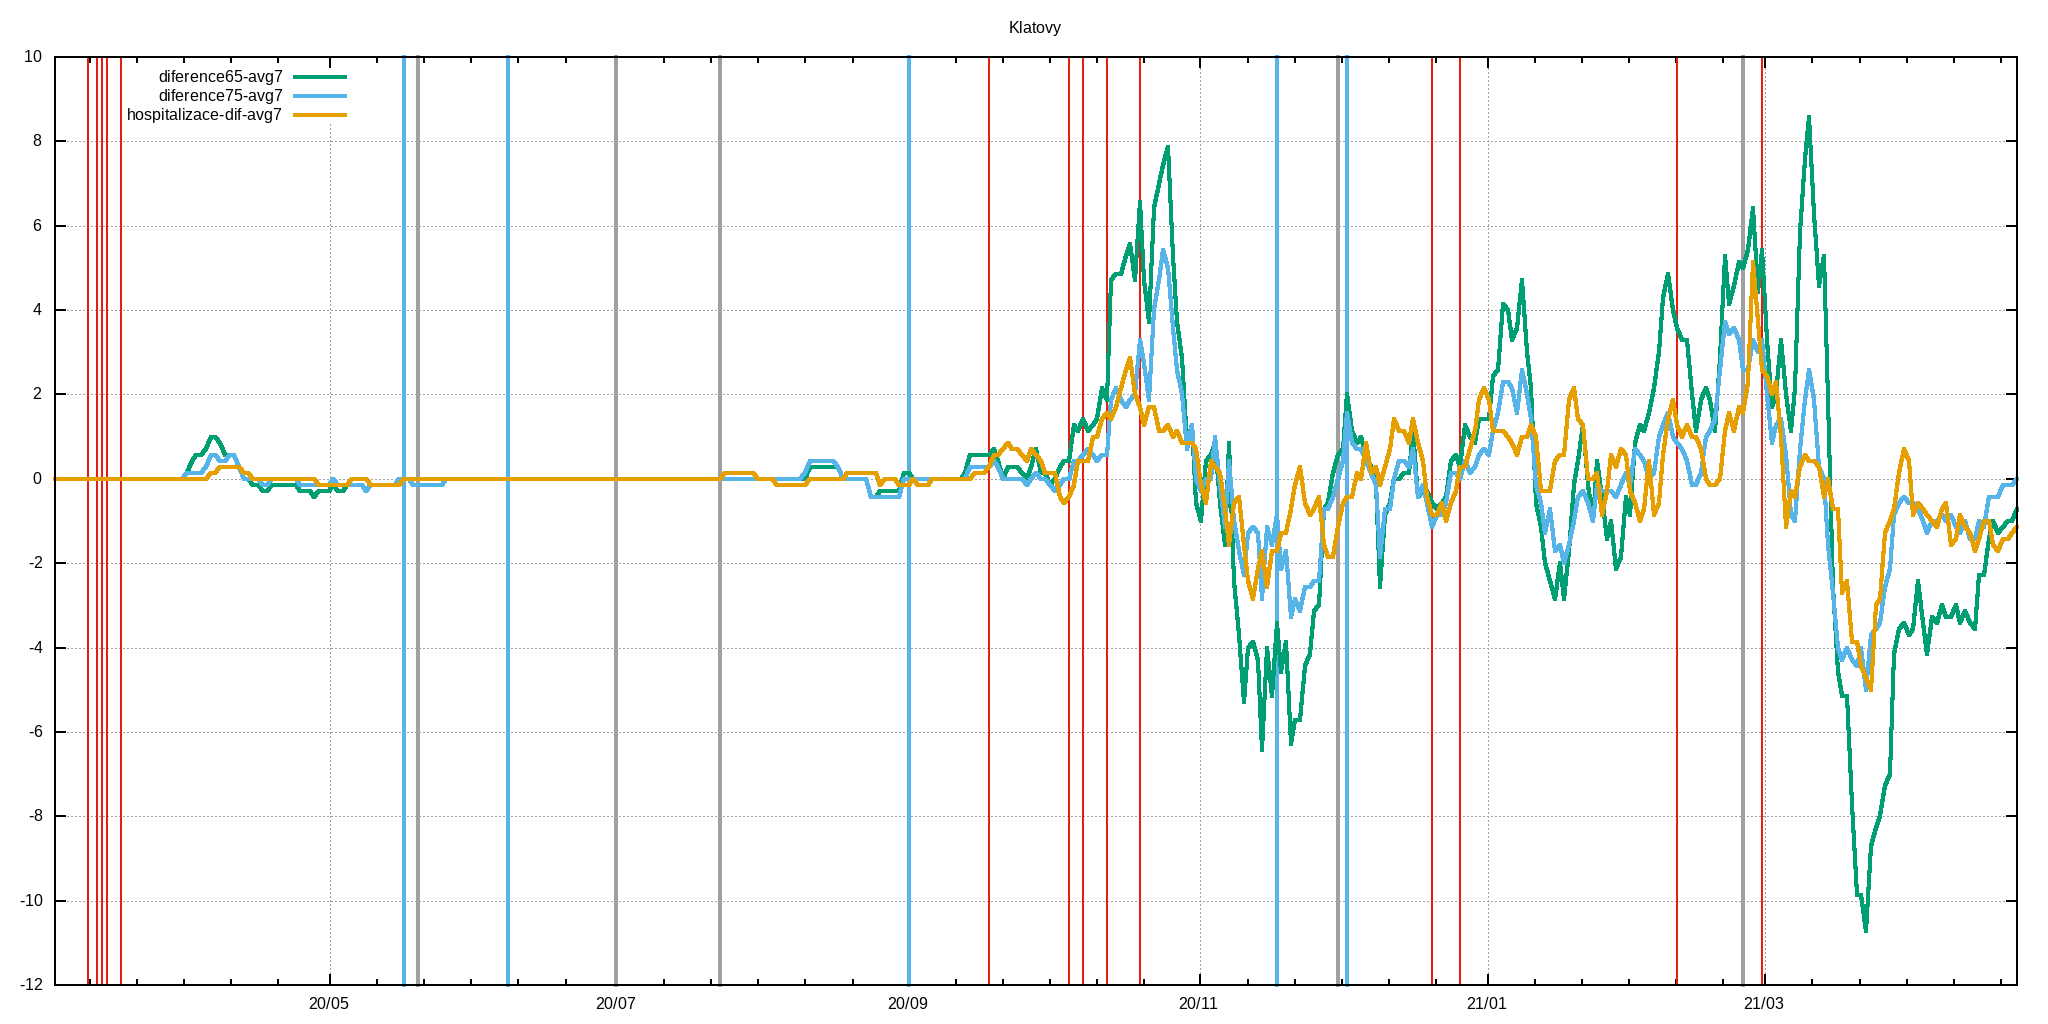 Klatovy
10
diference65-avg7
diference75-avg7
hospitalizace-dif-avg7
8
6
4
2
0
-2
-4
-6
-8
-10
-12
20/05 20/07 20/09 20/11 21/01 21/03